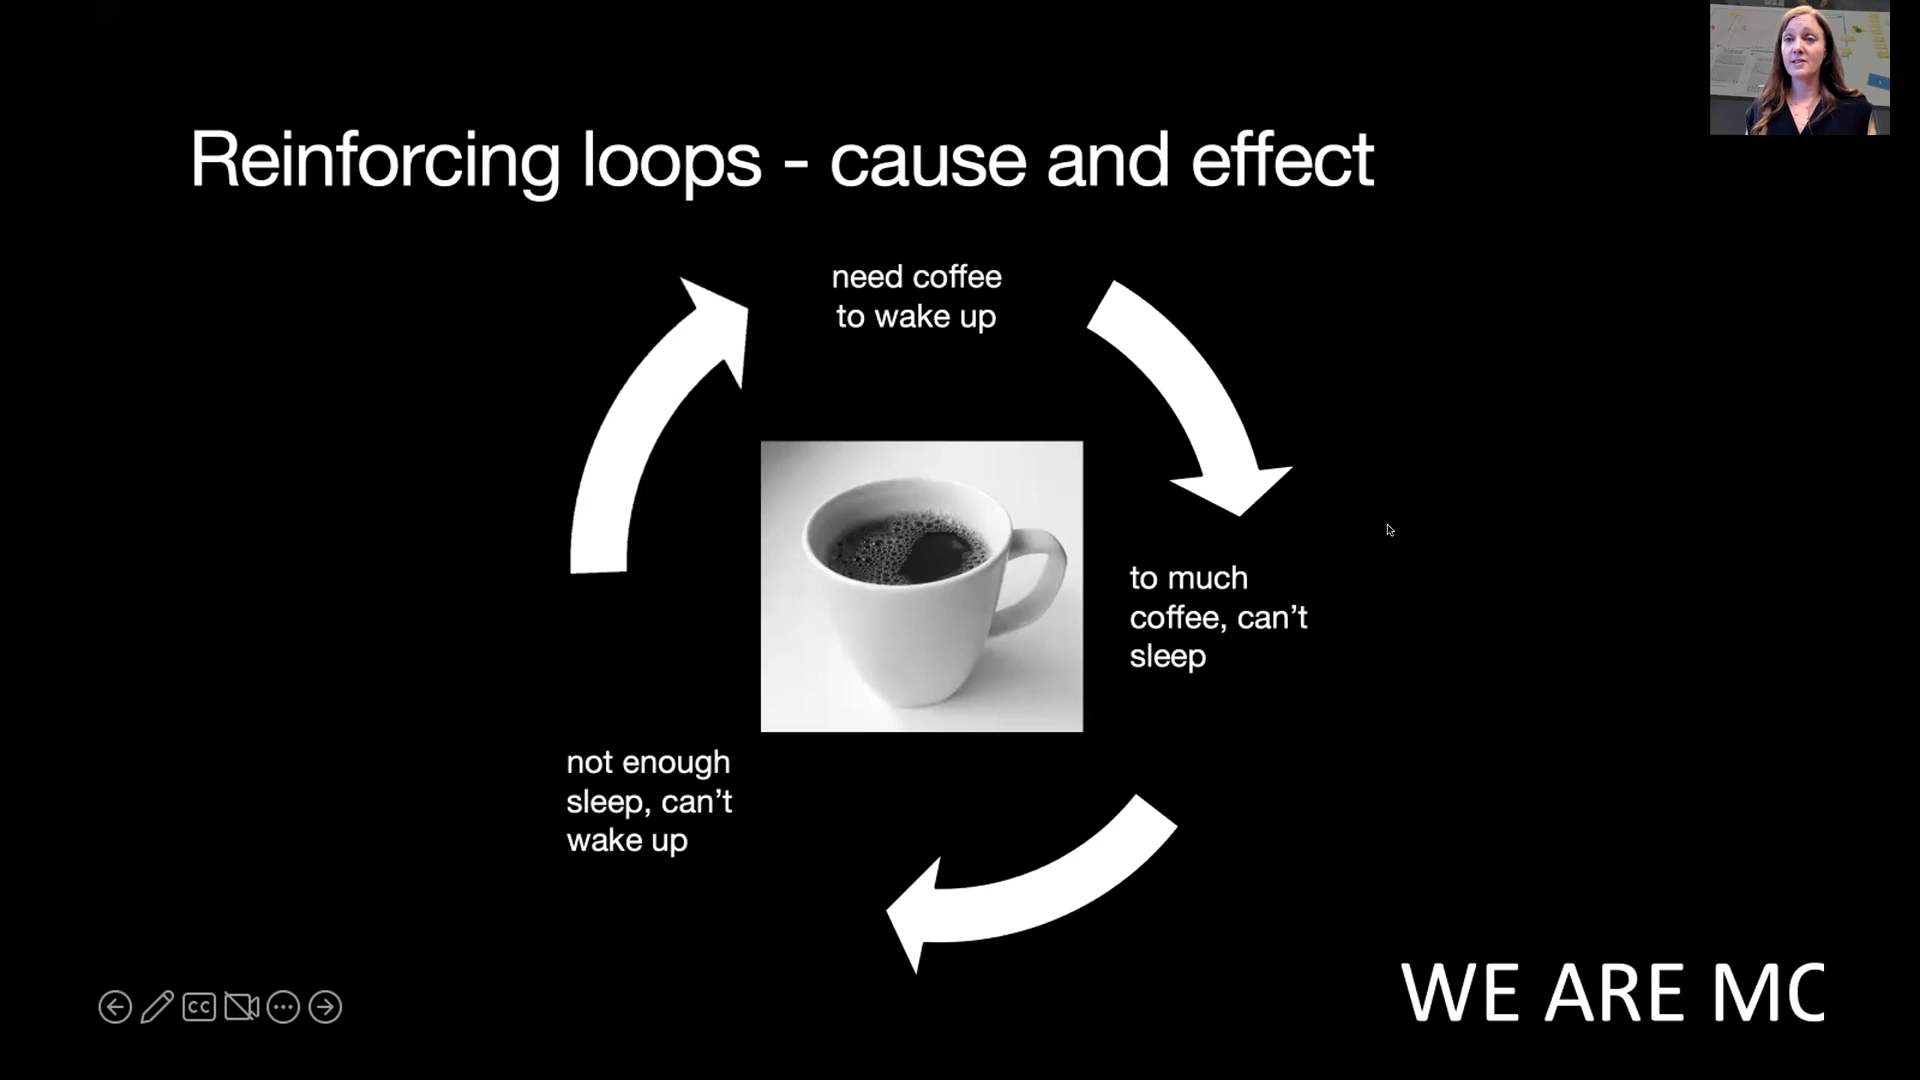 Reinforcing loops - cause and effect
need coffee
to wake up
to much
coffee, can't
sleep
not enough
sleep, can't
wake up
CC
WE ARE MC